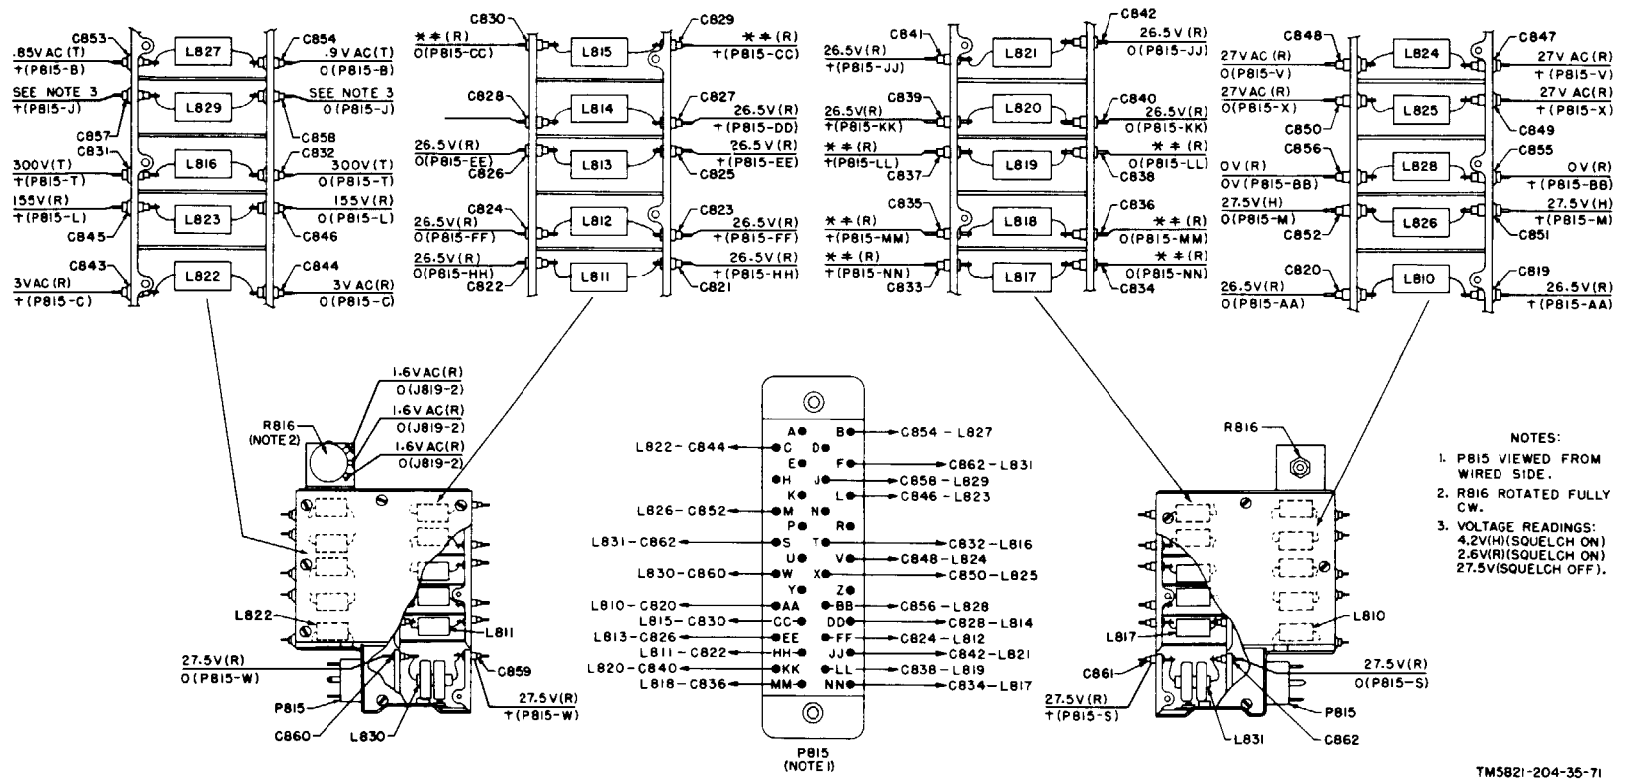 C853
.85VAC(T)
†(P815-B)
L827
C854
.9VAC(T)
O(P815-B)
SEE NOTE 3
†(P815-J)
C857
L829
SEE NOTE 3
O(P815-J)
C858
C831
300V(T)
†(P815-T)
L816
C832
300V(T)
O(P815-T)
155V(R)
†(P815-L)
C845
L823
155V(R)
O(P815-L)
C846
C843
3VAC(R)
†(P815-C)
L822
C844
3VAC(R)
O(P815-C)
C830
**(R)
O(P815-CC)
L815
C829
**(R)
†(P815-CC)
C828
L814
C827
26.5V(R)
†(P815-DD)
26.5V(R)
O(P815-EE)
C826
L813
26.5V(R)
†(P815-EE)
C825
C824
26.5V(R)
O(P815-FF)
L812
C823
26.5V(R)
†(P815-FF)
26.5V(R)
O(P815-HH)
C822
L811
26.5V(R)
†(P815-HH)
C821
C841
26.5V(R)
†(P815-JJ)
L821
C842
26.5V(R)
O(P815-JJ)
C839
26.5V(R)
†(P815-KK)
L820
C840
26.5V(R)
O(P815-KK)
**(R)
†(P815-LL)
C837
L819
**(R)
O(P815-LL)
C838
C835
**(R)
†(P815-MM)
L818
C836
**(R)
O(P815-MM)
**(R)
†(P815-NN)
C833
L817
**(R)
O(P815-NN)
C834
C848
27VAC(R)
O(P815-V)
L824
C847
27VAC(R)
†(P815-V)
27VAC(R)
O(P815-X)
C850
L825
27VAC(R)
†(P815-X)
C849
C856
0V(R)
0V(P815-BB)
L828
C855
0V(R)
†(P815-BB)
27.5V(H)
O(P815-M)
C852
L826
27.5V(H)
†(P815-M)
C851
C820
26.5V(R)
O(P815-AA)
L810
C819
26.5V(R)
†(P815-AA)
1.6VAC(R)
O(J819-2)
1.6VAC(R)
O(J819-2)
1.6VAC(R)
O(J819-2)
R816
(NOTE 2)
L822
L811
27.5V(R)
O(P815-W)
C859
27.5V(R)
†(P815-W)
P815
C860
L830
A B C854-L827
L822-C844 C D
E F C862-L831
H J C858-L829
K L C846-L823
L826-C852 M N
P R
L831-C862 S T C832-L816
U V C848-L824
L830-C860 W X C850-L825
Y Z
L810-C820 AA BB C856-L828
L815-C830 CC DD C828-L814
L813-C826 EE FF C824-L812
L811-C822 HH JJ C842-L821
L820-C840 KK LL C838-L819
L818-C836 MM NN C834-L817
P815
(NOTE 1)
R816
L810
L817
C861
27.5V(R)
†(P815-S)
27.5V(R)
O(P815-S)
P815
L831
C862
NOTES:
1. P815 VIEWED FROM
WIRED SIDE.
2. R816 ROTATED FULLY
CW.
3. VOLTAGE READINGS:
4.2V(H)(SQUELCH ON)
2.6V(R)(SQUELCH ON)
27.5V(SQUELCH OFF).
TM5821-204-35-71